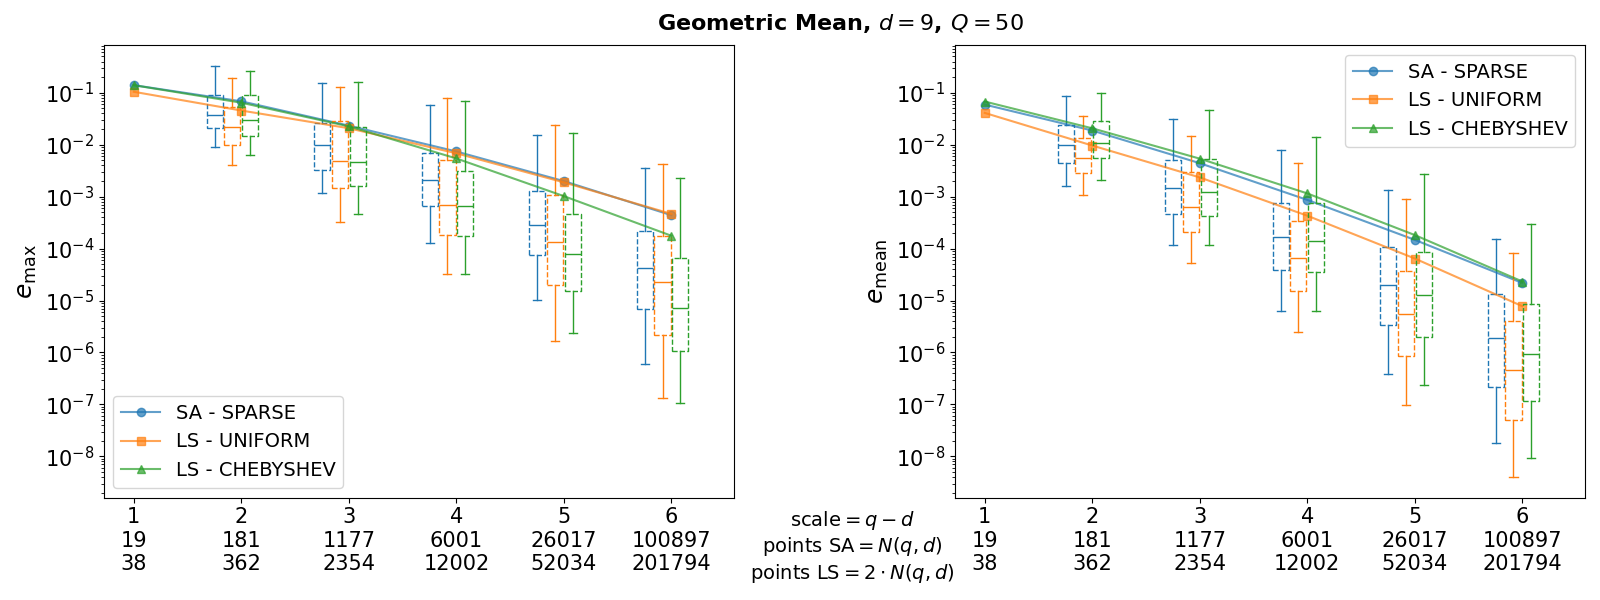 Geometric Mean, d = 9, Q = 50
e_max
10^{-1}
10^{-2}
10^{-3}
10^{-4}
10^{-5}
10^{-6}
10^{-7}
10^{-8}
SA - SPARSE
LS - UNIFORM
LS - CHEBYSHEV
1 2 3 4 5 6
19 181 1177 6001 26017 100897
38 362 2354 12002 52034 201794
scale = q − d
points SA = N(q, d)
points LS = 2 · N(q, d)
e_mean
10^{-1}
10^{-2}
10^{-3}
10^{-4}
10^{-5}
10^{-6}
10^{-7}
10^{-8}
SA - SPARSE
LS - UNIFORM
LS - CHEBYSHEV
1 2 3 4 5 6
19 181 1177 6001 26017 100897
38 362 2354 12002 52034 201794